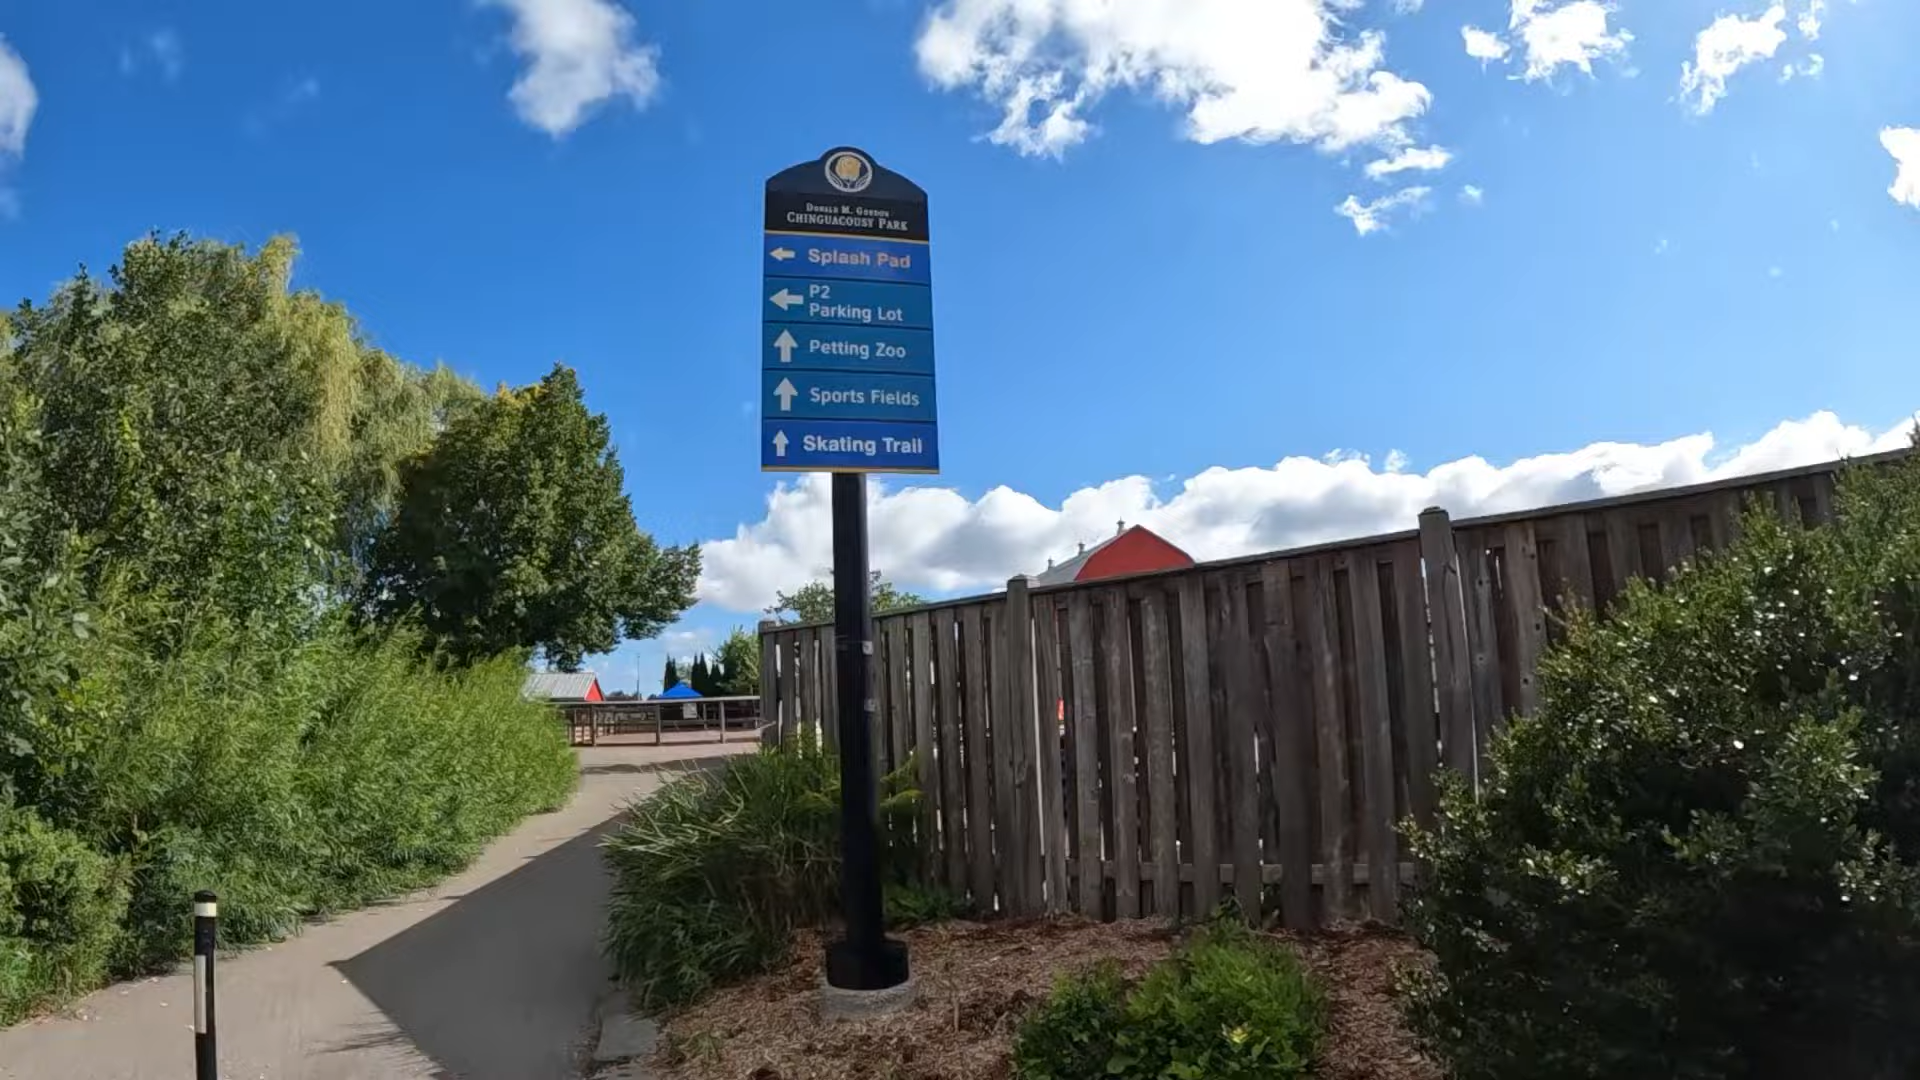 Donald M. Gordon
Chinguacousy Park
Splash Pad
P2
Parking Lot
Petting Zoo
Sports Fields
Skating Trail